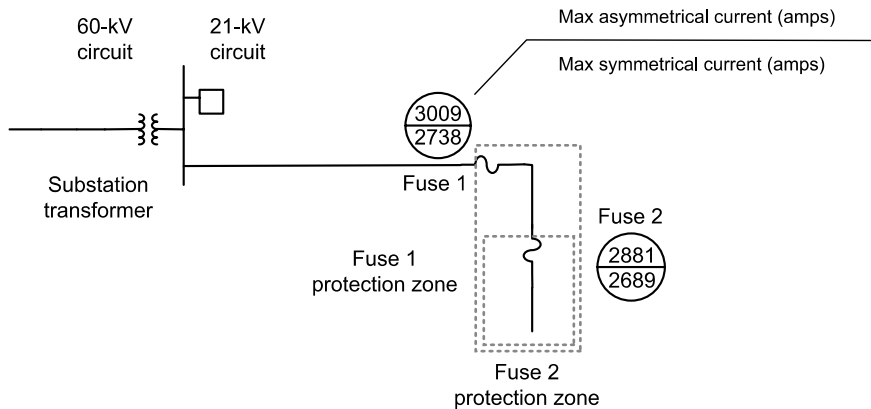 60-kV
circuit
21-kV
circuit
Max asymmetrical current (amps)
Max symmetrical current (amps)
3009
2738
Fuse 1
Substation
transformer
Fuse 2
2881
2689
Fuse 1
protection zone
Fuse 2
protection zone